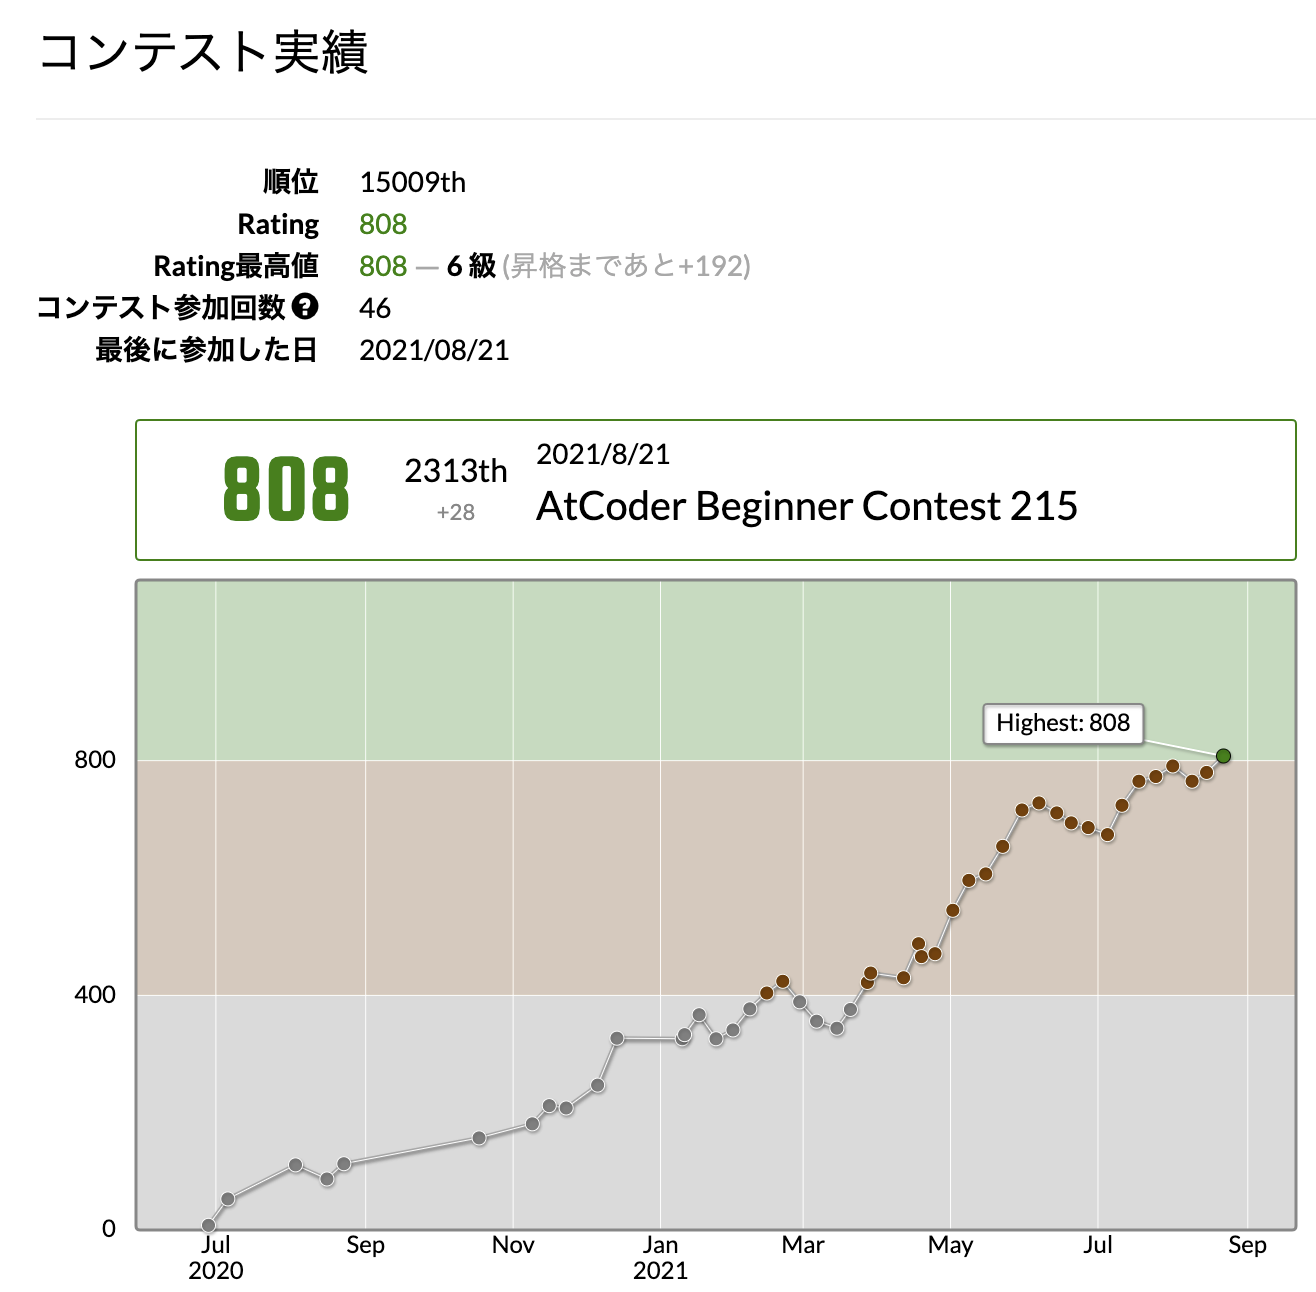 コンテスト実績
順位 15009th
Rating 808
Rating最高値 808 ― 6 級 (昇格まであと+192)
コンテスト参加回数 ? 46
最後に参加した日 2021/08/21
808 2313th +28 2021/8/21
AtCoder Beginner Contest 215
Highest: 808
800
400
0
Jul Sep Nov Jan Mar May Jul Sep
2020 2021